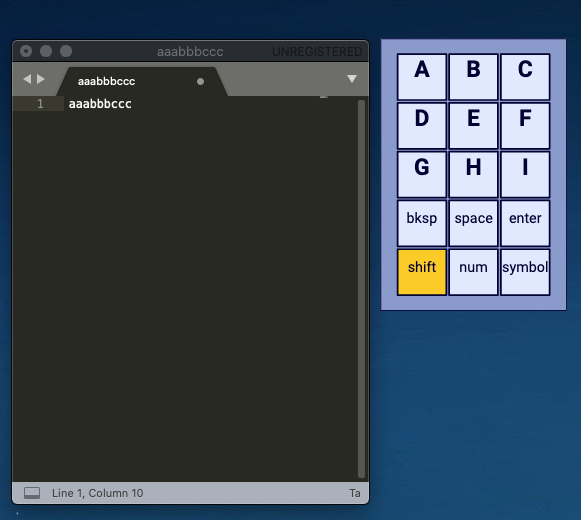 aaabbbccc UNREGISTERED
aaabbbccc
1 aaabbbccc
Line 1, Column 10 Ta
A B C
D E F
G H I
bksp space enter
shift num symbol